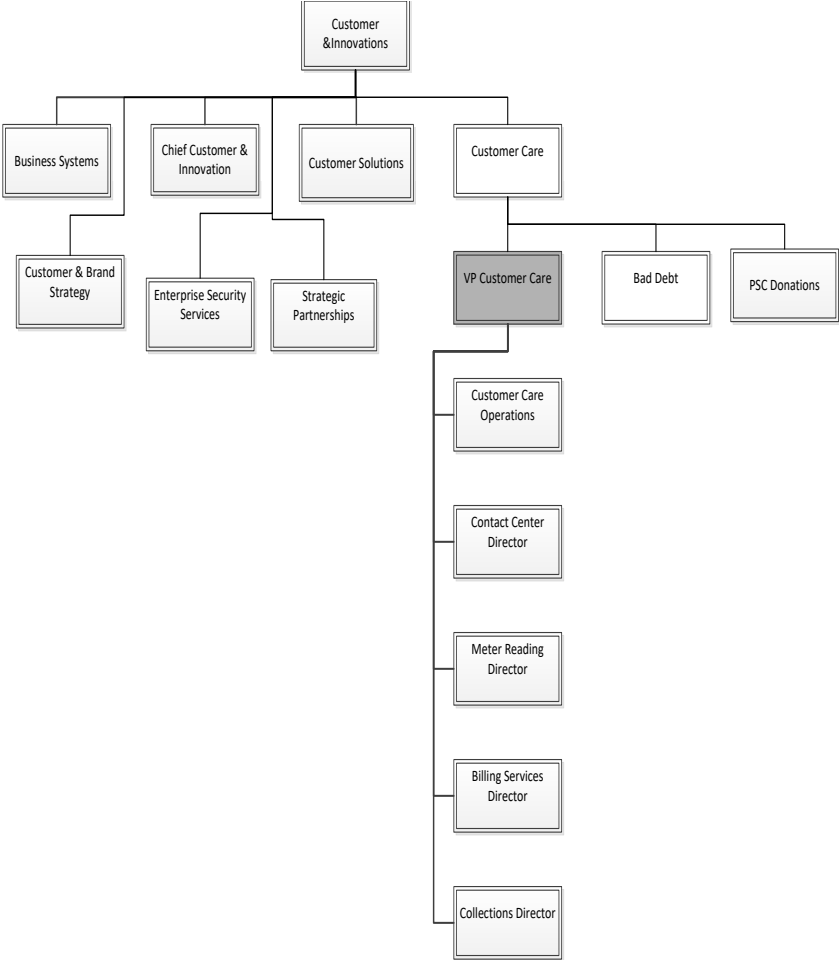 Customer
&Innovations
Business Systems
Chief Customer &
Innovation
Customer Solutions
Customer Care
Customer & Brand
Strategy
Enterprise Security
Services
Strategic
Partnerships
VP Customer Care
Bad Debt
PSC Donations
Customer Care
Operations
Contact Center
Director
Meter Reading
Director
Billing Services
Director
Collections Director